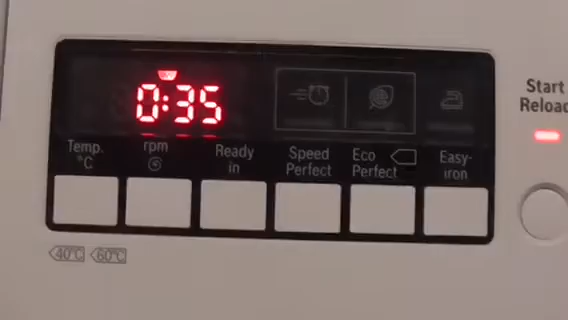 0:35
Temp.
°C
rpm
Ready
in
Speed
Perfect
Eco
Perfect
Easy-
iron
Start
Reload
40°C 60°C